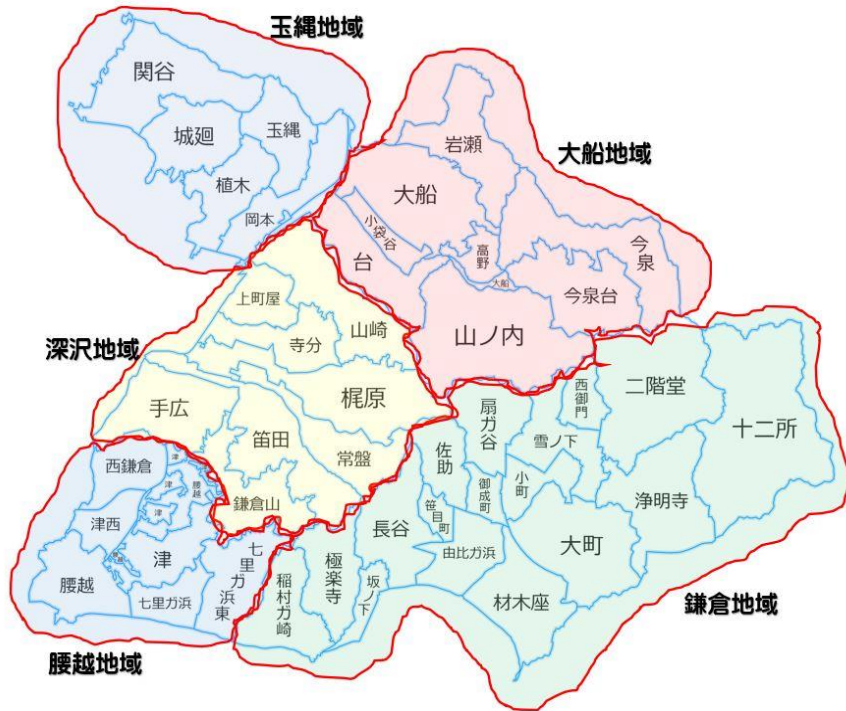 玉縄地域
関谷
城廻
玉縄
植木
岡本
大船地域
岩瀬
大船
小袋谷
高野
台
大船
今泉
今泉台
山ノ内
深沢地域
上町屋
山崎
寺分
梶原
手広
笛田
常盤
鎌倉山
鎌倉地域
扇ガ谷
西御門
二階堂
十二所
佐助
雪ノ下
御成町
小町
浄明寺
笹目町
長谷
由比ガ浜
大町
材木座
極楽寺
坂ノ下
稲村ガ崎
腰越地域
西鎌倉
津
津
腰越
津
津西
腰越
津
七里ガ浜東
腰越
七里ガ浜